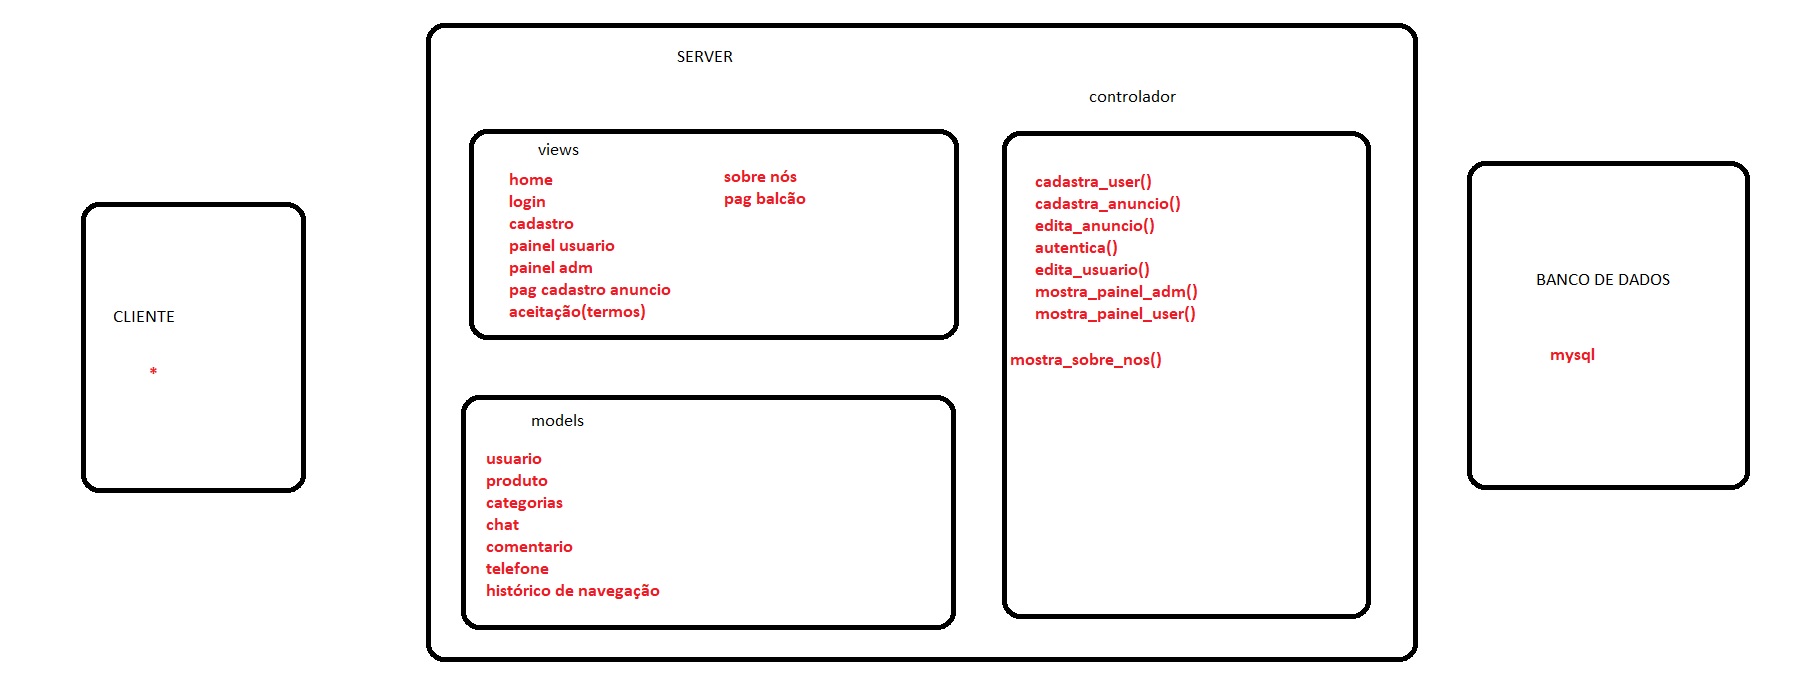 SERVER
controlador
views
home
login
cadastro
painel usuario
painel adm
pag cadastro anuncio
aceitação(termos)
sobre nós
pag balcão
cadastra_user()
cadastra_anuncio()
edita_anuncio()
autentica()
edita_usuario()
mostra_painel_adm()
mostra_painel_user()
mostra_sobre_nos()
CLIENTE
*
models
usuario
produto
categorias
chat
comentario
telefone
histórico de navegação
BANCO DE DADOS
mysql